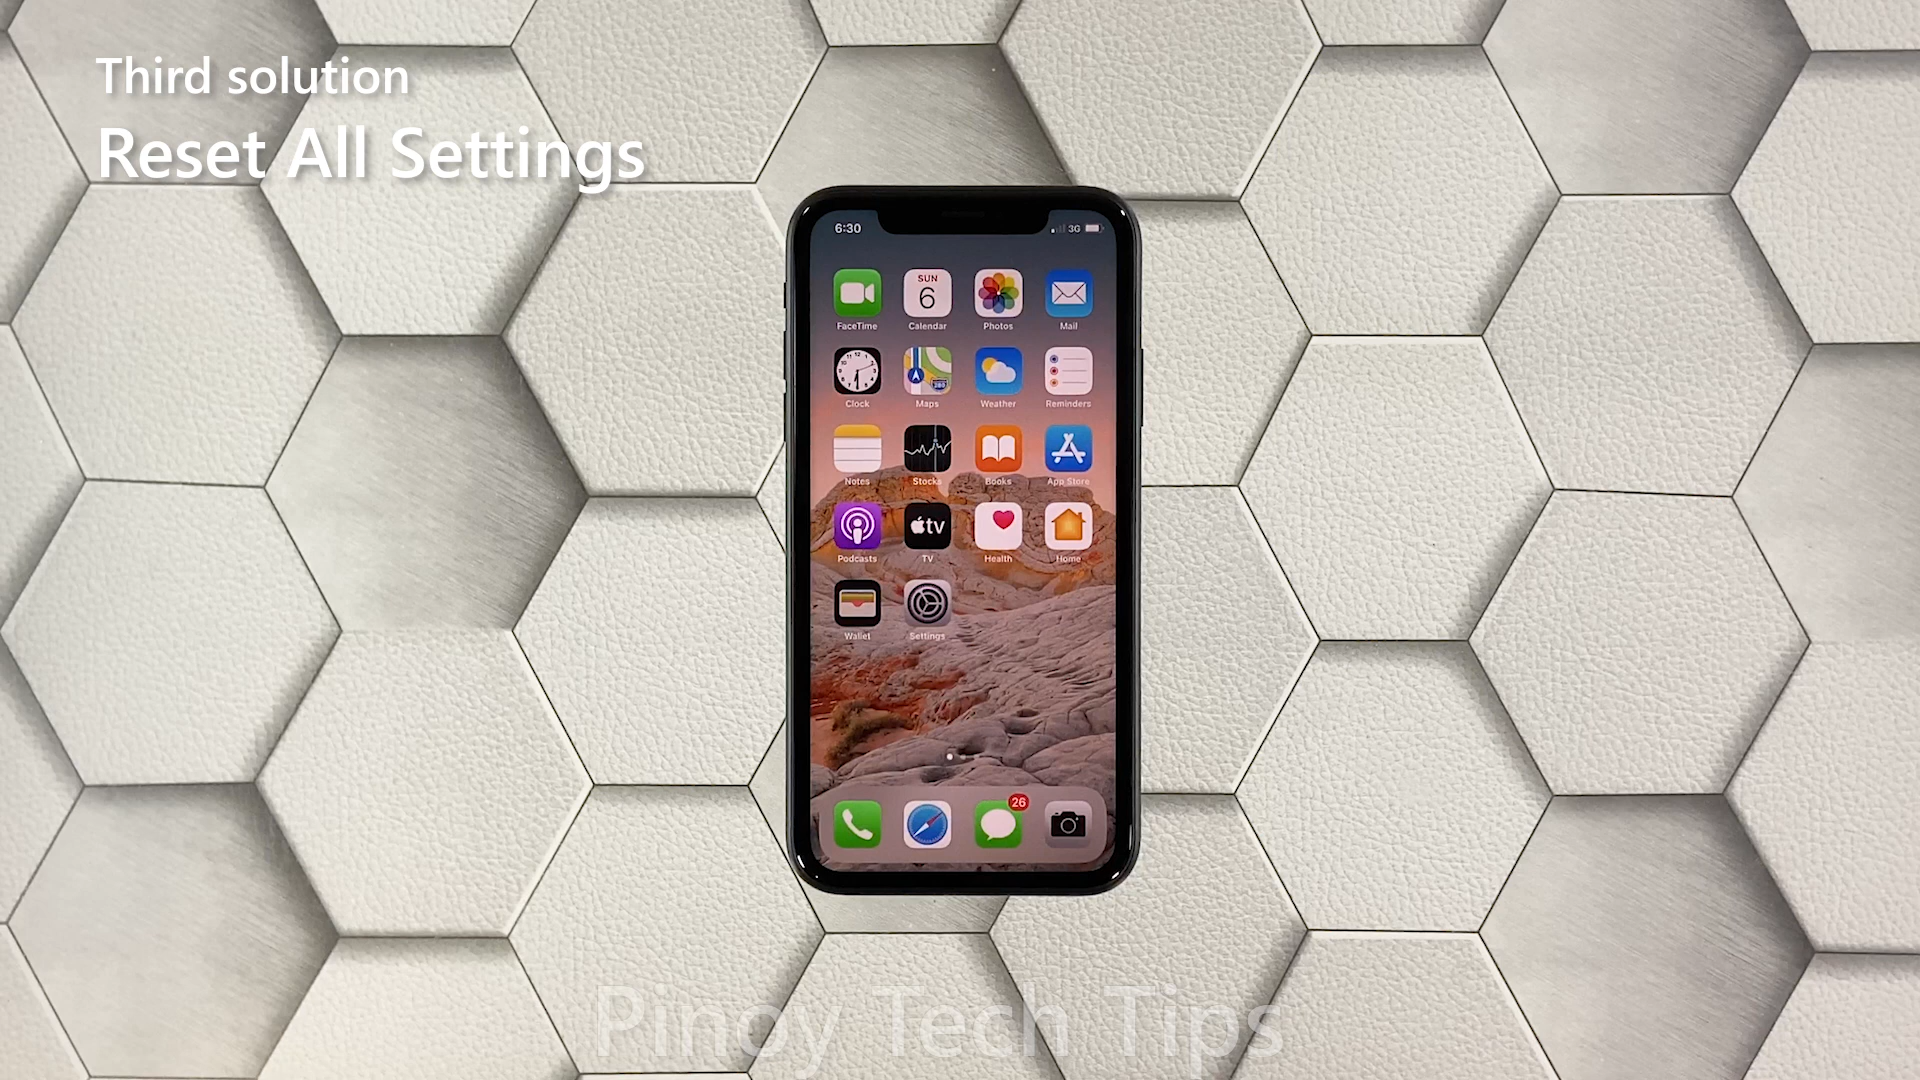 Third solution
Reset All Settings
6:30
3G
SUN
6
FaceTime
Calendar
Photos
Mail
280
Clock
Maps
Weather
Reminders
Notes
Stocks
Books
App Store
tv
Podcasts
TV
Health
Home
Wallet
Settings
26
Pinoy Tech Tips